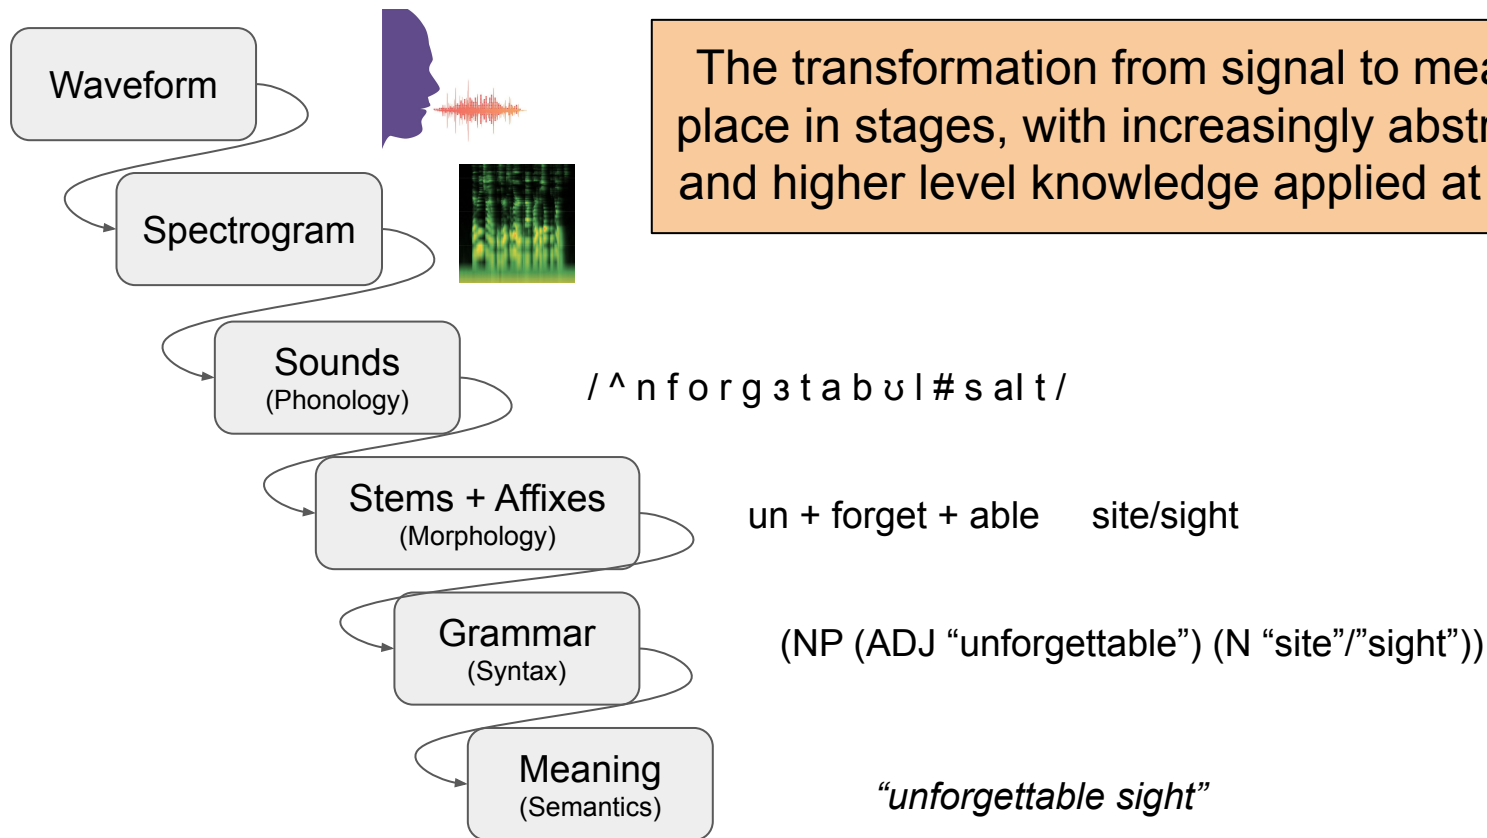 Waveform
The transformation from signal to mea
place in stages, with increasingly abstr
and higher level knowledge applied at
Spectrogram
Sounds
(Phonology)
/ ^ n f o r g ɜ t a b ʊ l # s aI t /
Stems + Affixes
(Morphology)
un + forget + able site/sight
Grammar
(Syntax)
(NP (ADJ “unforgettable”) (N “site”/”sight”))
Meaning
(Semantics)
“unforgettable sight”